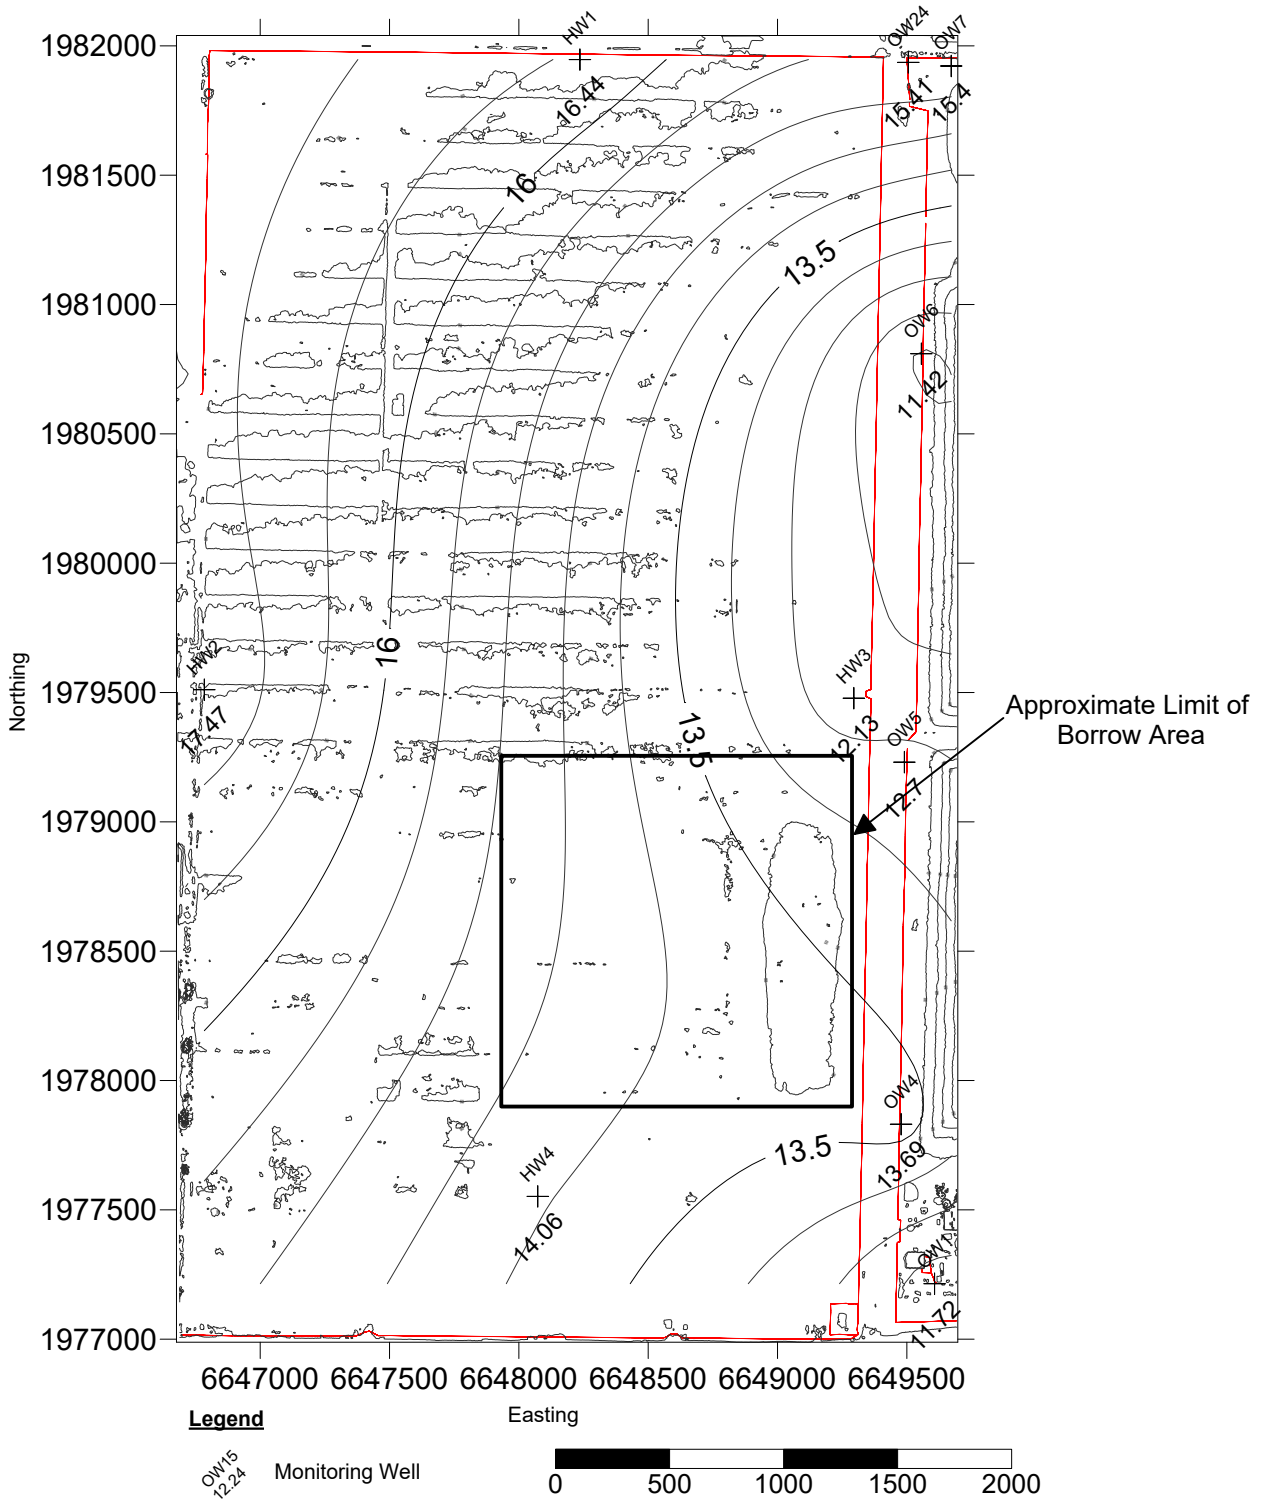 HW1
OW24
OW7
1982000
16.44
15.41
15.4
1981500
16
13.5
1981000
OW6
11.42
1980500
1980000
16
HW2
HW3
1979500
17.47
13.5
12.13
OW5
Approximate Limit of
Borrow Area
12.7
1979000
Northing
1978500
1978000
OW4
13.5
13.69
HW4
1977500
14.06
OW1
11.72
1977000
6647000 6647500 6648000 6648500 6649000 6649500
Easting
Legend
OW15
12.24
Monitoring Well
0 500 1000 1500 2000